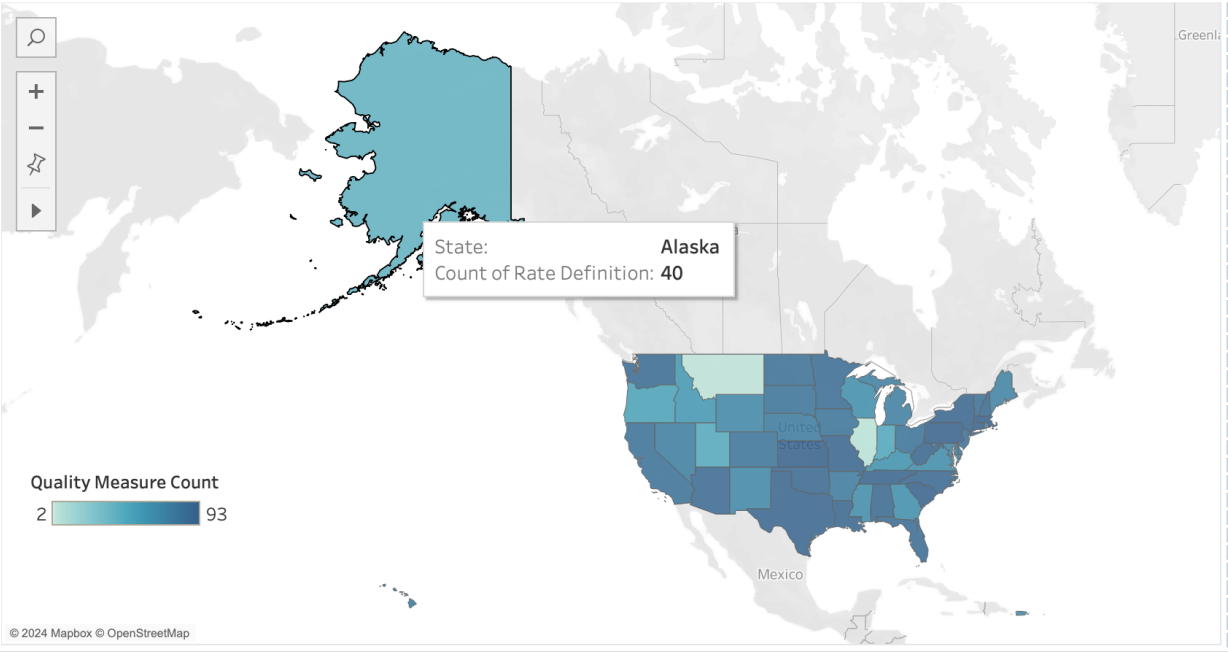 Greenla
State: Alaska
Count of Rate Definition: 40
United
States
Quality Measure Count
2 93
Mexico
© 2024 Mapbox © OpenStreetMap